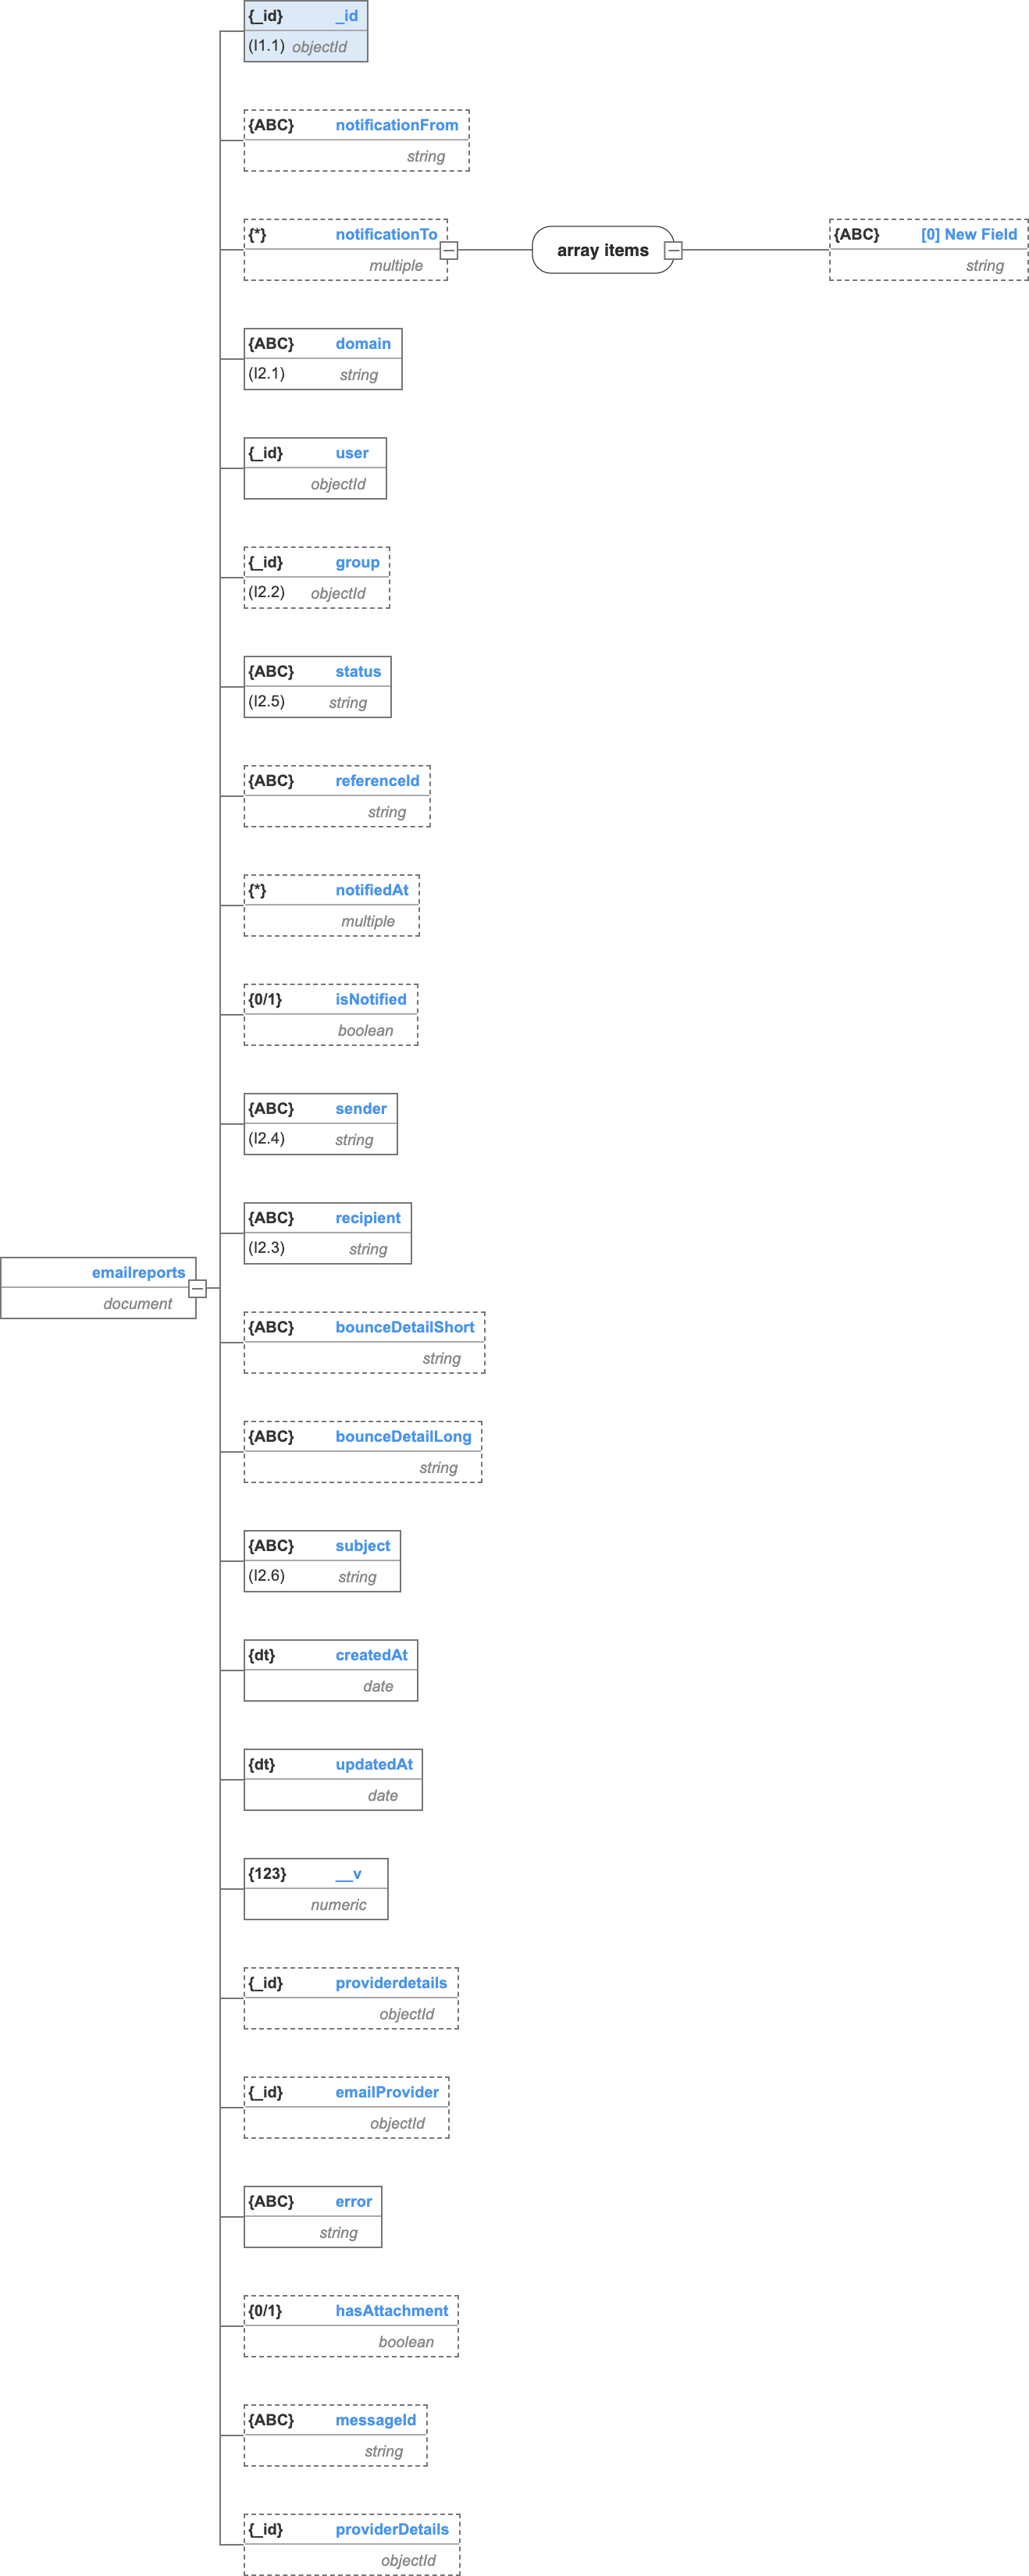 {_id} _id
(I1.1) objectId
{ABC} notificationFrom
string
{*} notificationTo
multiple
array items
{ABC} [0] New Field
string
{ABC} domain
(I2.1) string
{_id} user
objectId
{_id} group
(I2.2) objectId
{ABC} status
(I2.5) string
{ABC} referenceId
string
{*} notifiedAt
multiple
{0/1} isNotified
boolean
{ABC} sender
(I2.4) string
{ABC} recipient
(I2.3) string
emailreports
document
{ABC} bounceDetailShort
string
{ABC} bounceDetailLong
string
{ABC} subject
(I2.6) string
{dt} createdAt
date
{dt} updatedAt
date
{123} __v
numeric
{_id} providerdetails
objectId
{_id} emailProvider
objectId
{ABC} error
string
{0/1} hasAttachment
boolean
{ABC} messageId
string
{_id} providerDetails
objectId